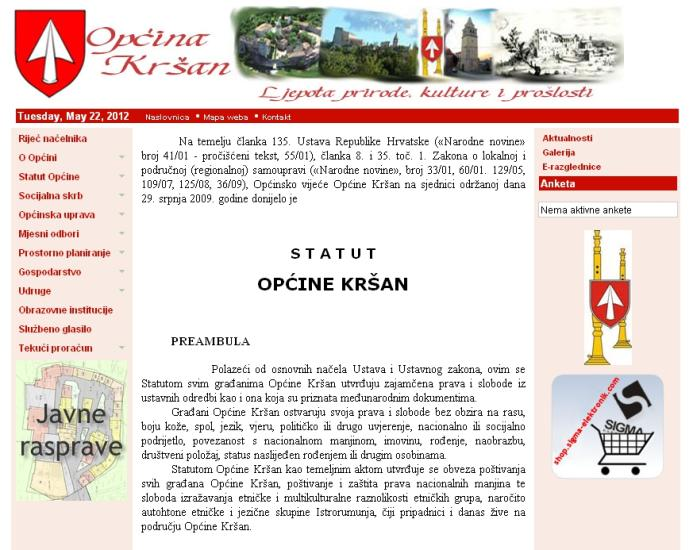 Općina
Kršan
Ljepota prirode, kulture i prošlosti
Tuesday, May 22, 2012
Naslovnica
Mapa weba
Kontakt
Riječ načelnika
O Općini
Statut Općine
Socijalna skrb
Općinska uprava
Mjesni odbori
Prostorno planiranje
Gospodarstvo
Udruge
Obrazovne institucije
Službeno glasilo
Tekući proračun
Javne
rasprave
Na temelju članka 135. Ustava Republike Hrvatske («Narodne novine»
broj 41/01 - pročišćeni tekst, 55/01), članka 8. i 35. toč. 1. Zakona o lokalnoj i
područnoj (regionalnoj) samoupravi («Narodne novine», broj 33/01, 60/01. 129/05,
109/07, 125/08, 36/09), Općinsko vijeće Općine Kršan na sjednici održanoj dana
29. srpnja 2009. godine donijelo je
S T A T U T
OPĆINE KRŠAN
PREAMBULA
Polazeći od osnovnih načela Ustava i Ustavnog zakona, ovim se
Statutom svim građanima Općine Kršan utvrđuju zajamčena prava i slobode iz
ustavnih odredbi kao i ona koja su priznata međunarodnim dokumentima.
Građani Općine Kršan ostvaruju svoja prava i slobode bez obzira na rasu,
boju kože, spol, jezik, vjeru, političko ili drugo uvjerenje, nacionalno ili socijalno
podrijetlo, povezanost s nacionalnom manjinom, imovinu, rođenje, naobrazbu,
društveni položaj, status naslijeđen rođenjem ili drugim osobinama.
Statutom Općine Kršan kao temeljnim aktom utvrđuje se obveza poštivanja
svih građana Općine Kršan, poštivanje i zaštita prava nacionalnih manjina te
sloboda izražavanja etničke i multikulturalne raznolikosti etničkih grupa, naročito
autohtone etničke i jezične skupine Istrorumunja, čiji pripadnici i danas žive na
području Općine Kršan.
Aktualnosti
Galerija
E-razglednice
Anketa
Nema aktivne ankete
shop.sigma-elektronik.com
SIGMA